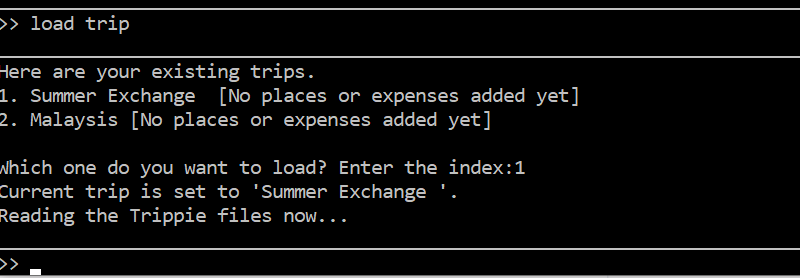 >> load trip
Here are your existing trips.
1. Summer Exchange  [No places or expenses added yet]
2. Malaysis [No places or expenses added yet]
Which one do you want to load? Enter the index:1
Current trip is set to 'Summer Exchange '.
Reading the Trippie files now...
>>